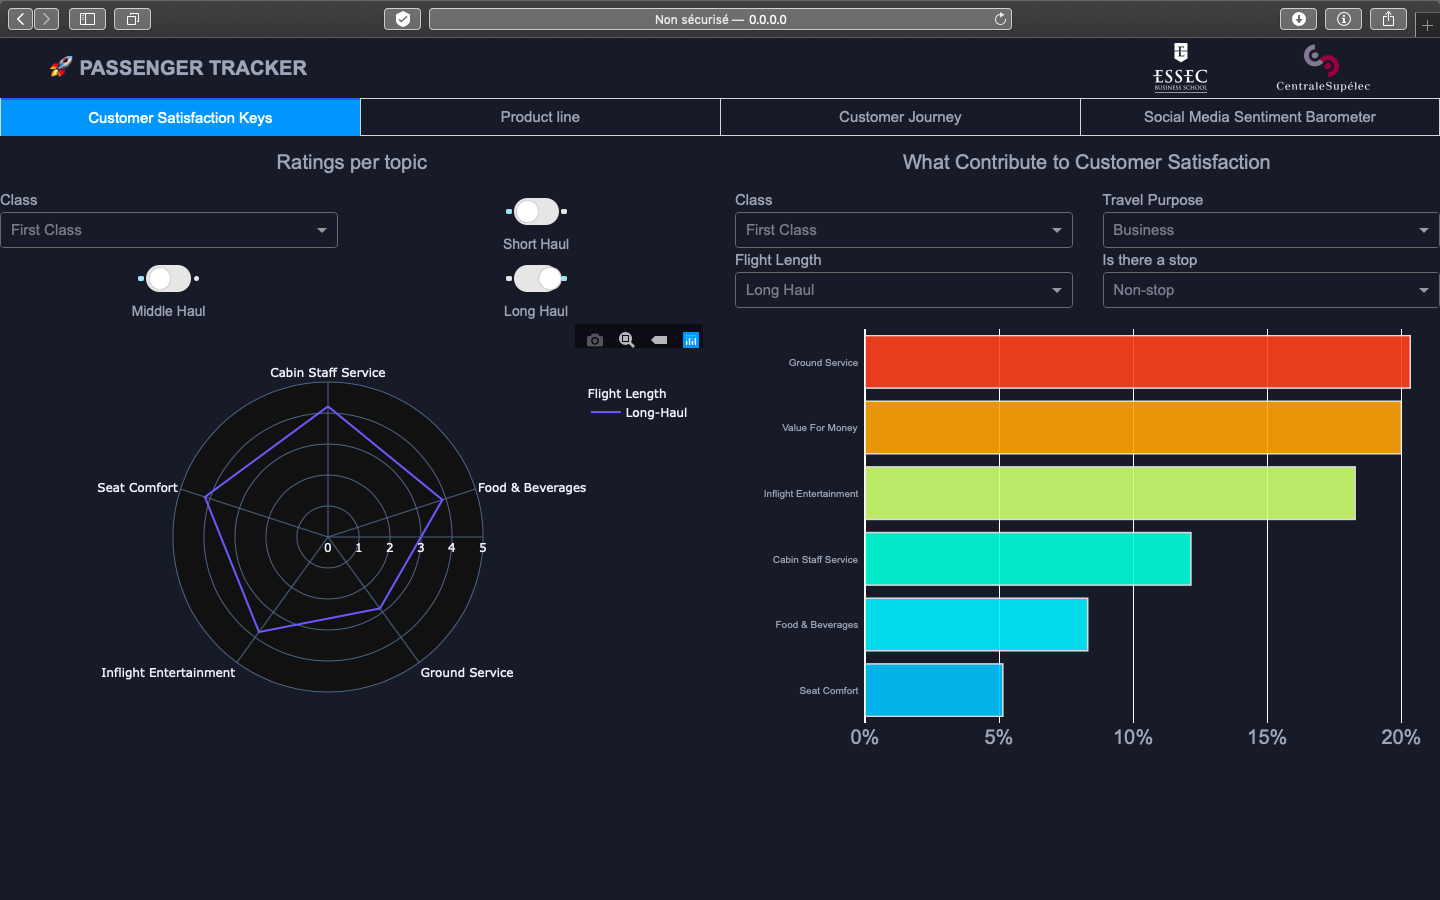 Non sécurisé — 0.0.0.0
🚀 PASSENGER TRACKER
ESSEC
BUSINESS SCHOOL
CentraleSupélec
Customer Satisfaction Keys
Product line
Customer Journey
Social Media Sentiment Barometer
Ratings per topic
Class
First Class
Short Haul
Middle Haul
Long Haul
Cabin Staff Service
Seat Comfort
Food & Beverages
Inflight Entertainment
Ground Service
0 1 2 3 4 5
Flight Length
Long-Haul
What Contribute to Customer Satisfaction
Class
First Class
Travel Purpose
Business
Flight Length
Long Haul
Is there a stop
Non-stop
Ground Service
Value For Money
Inflight Entertainment
Cabin Staff Service
Food & Beverages
Seat Comfort
0% 5% 10% 15% 20%